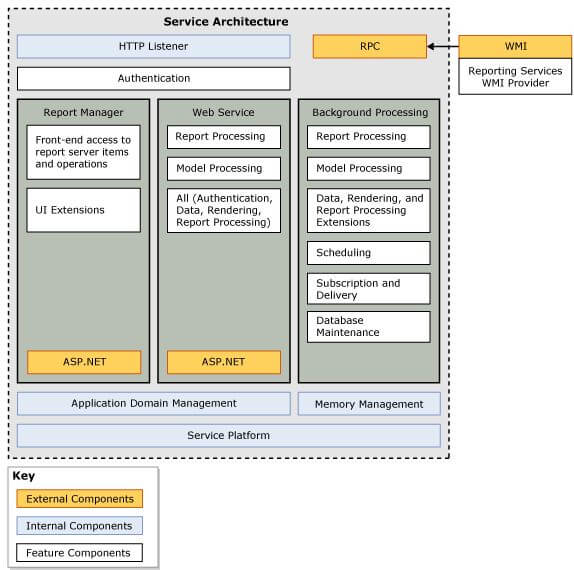 Service Architecture
HTTP Listener
RPC
WMI
Reporting Services
WMI Provider
Authentication
Report Manager
Front-end access to
report server items
and operations
UI Extensions
ASP.NET
Web Service
Report Processing
Model Processing
All (Authentication,
Data, Rendering,
Report Processing)
ASP.NET
Background Processing
Report Processing
Model Processing
Data, Rendering, and
Report Processing
Extensions
Scheduling
Subscription and
Delivery
Database
Maintenance
Application Domain Management
Memory Management
Service Platform
Key
External Components
Internal Components
Feature Components